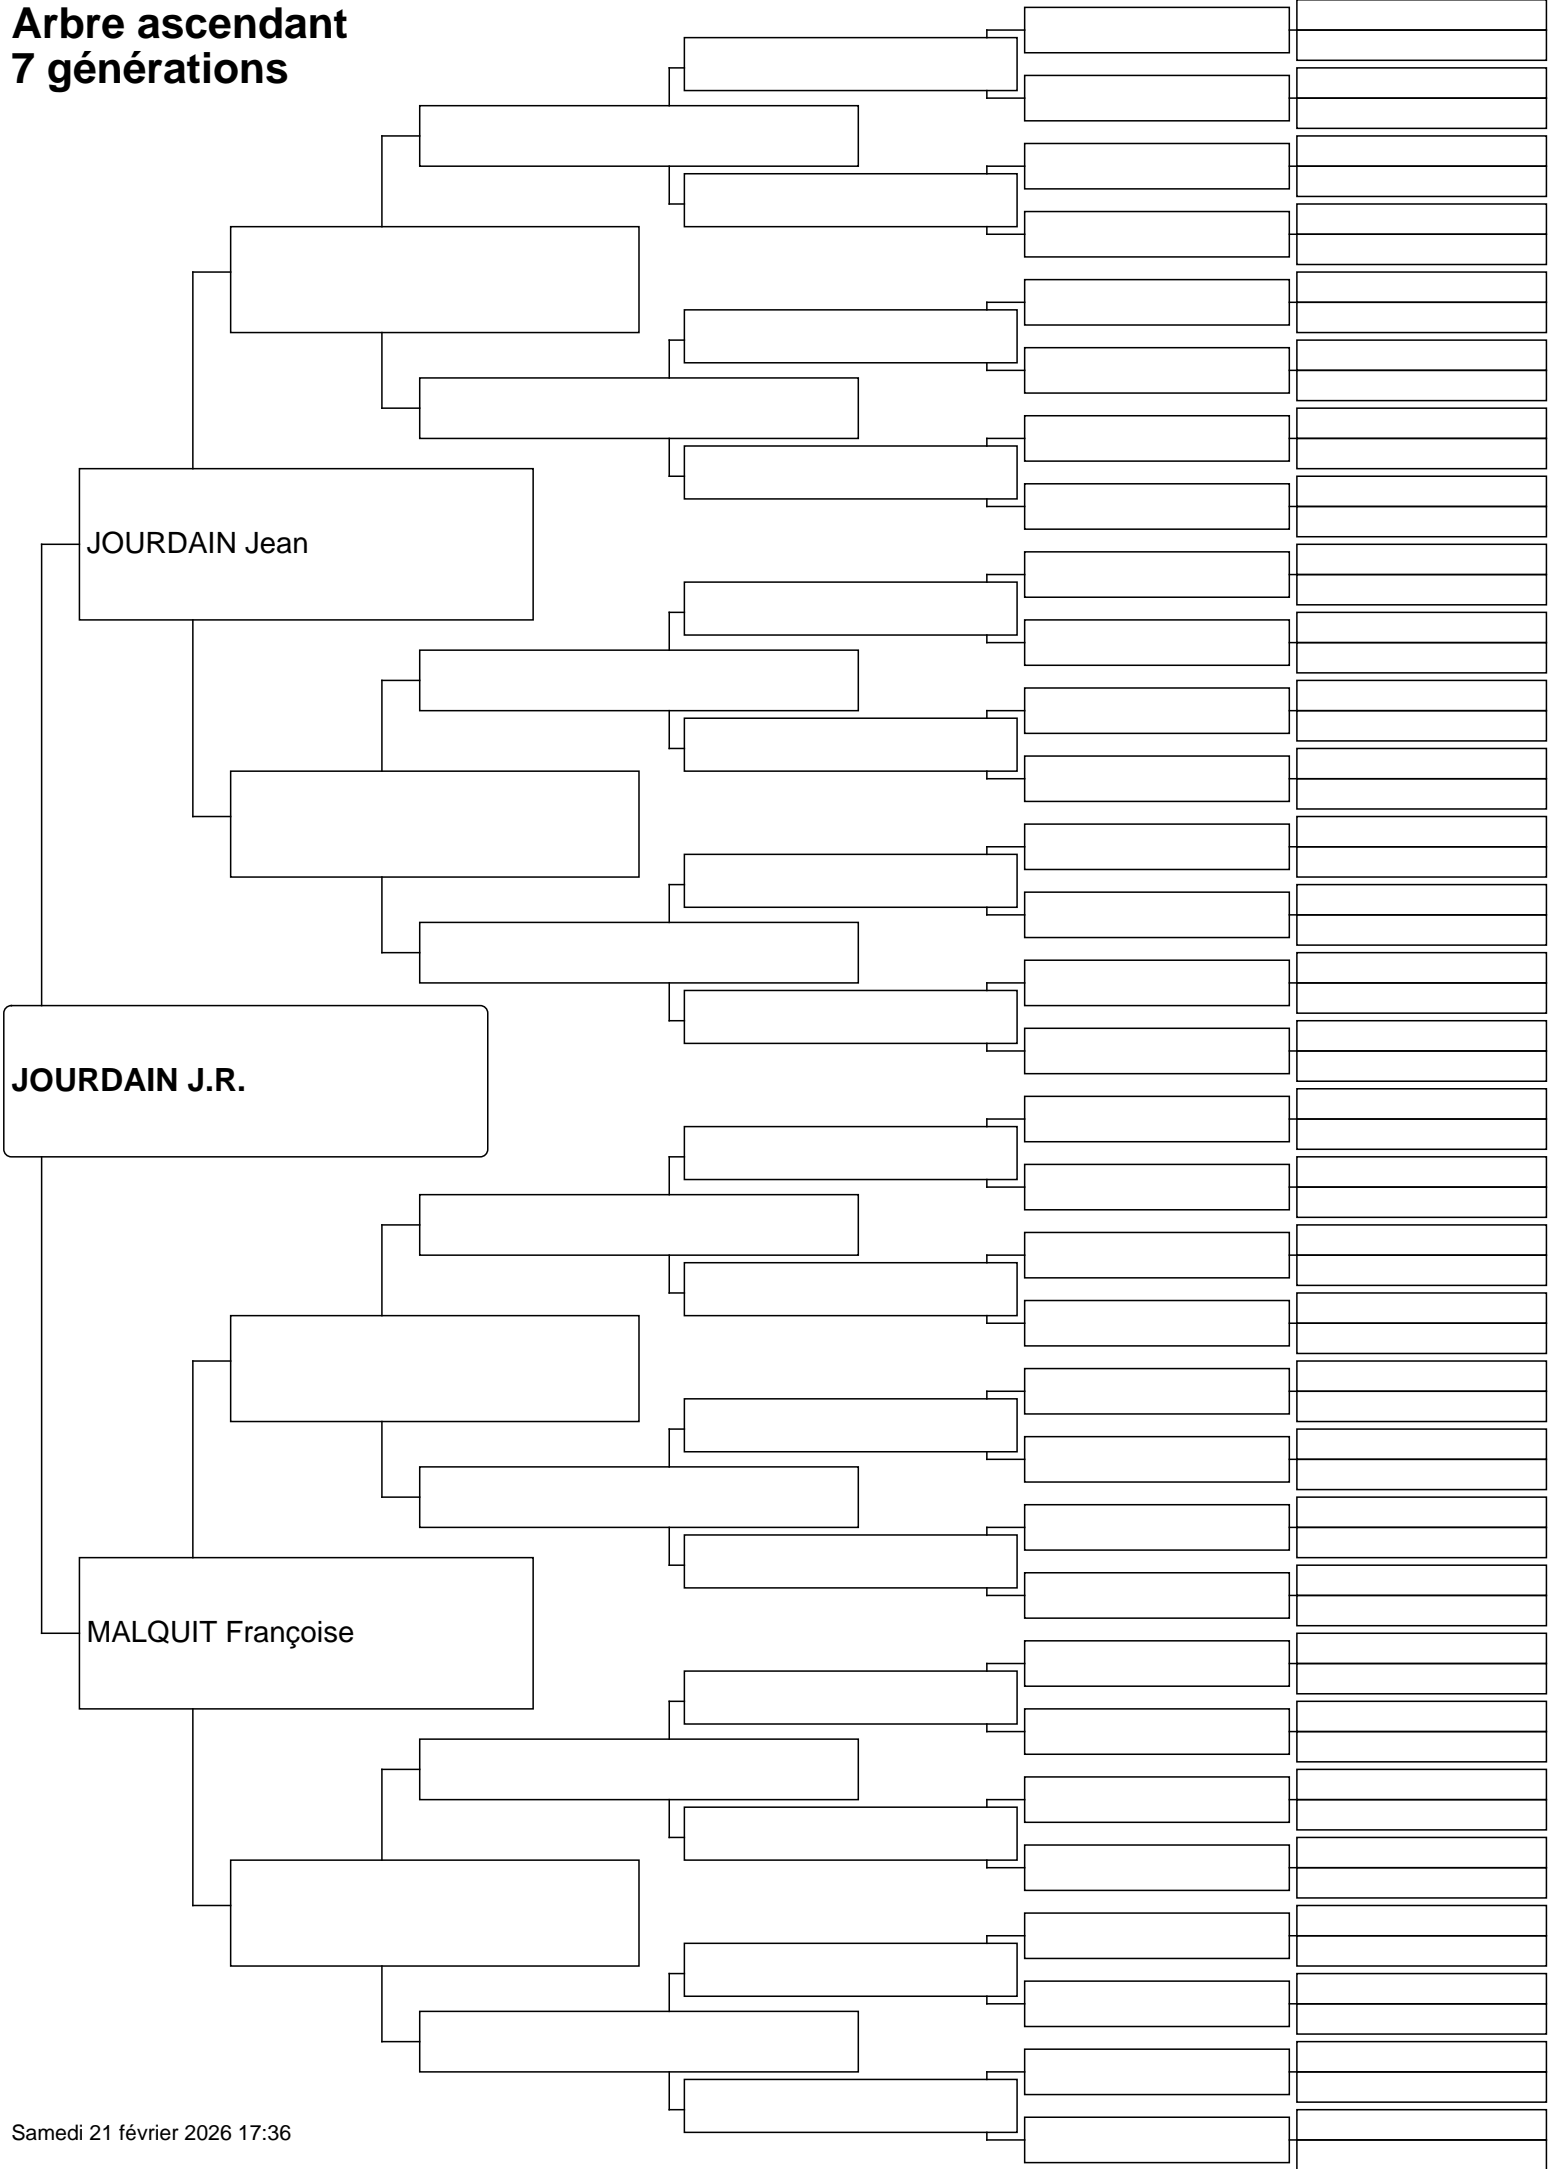 Arbre ascendant
7 générations
JOURDAIN Jean
JOURDAIN J.R.
MALQUIT Françoise
Samedi 21 février 2026 17:36